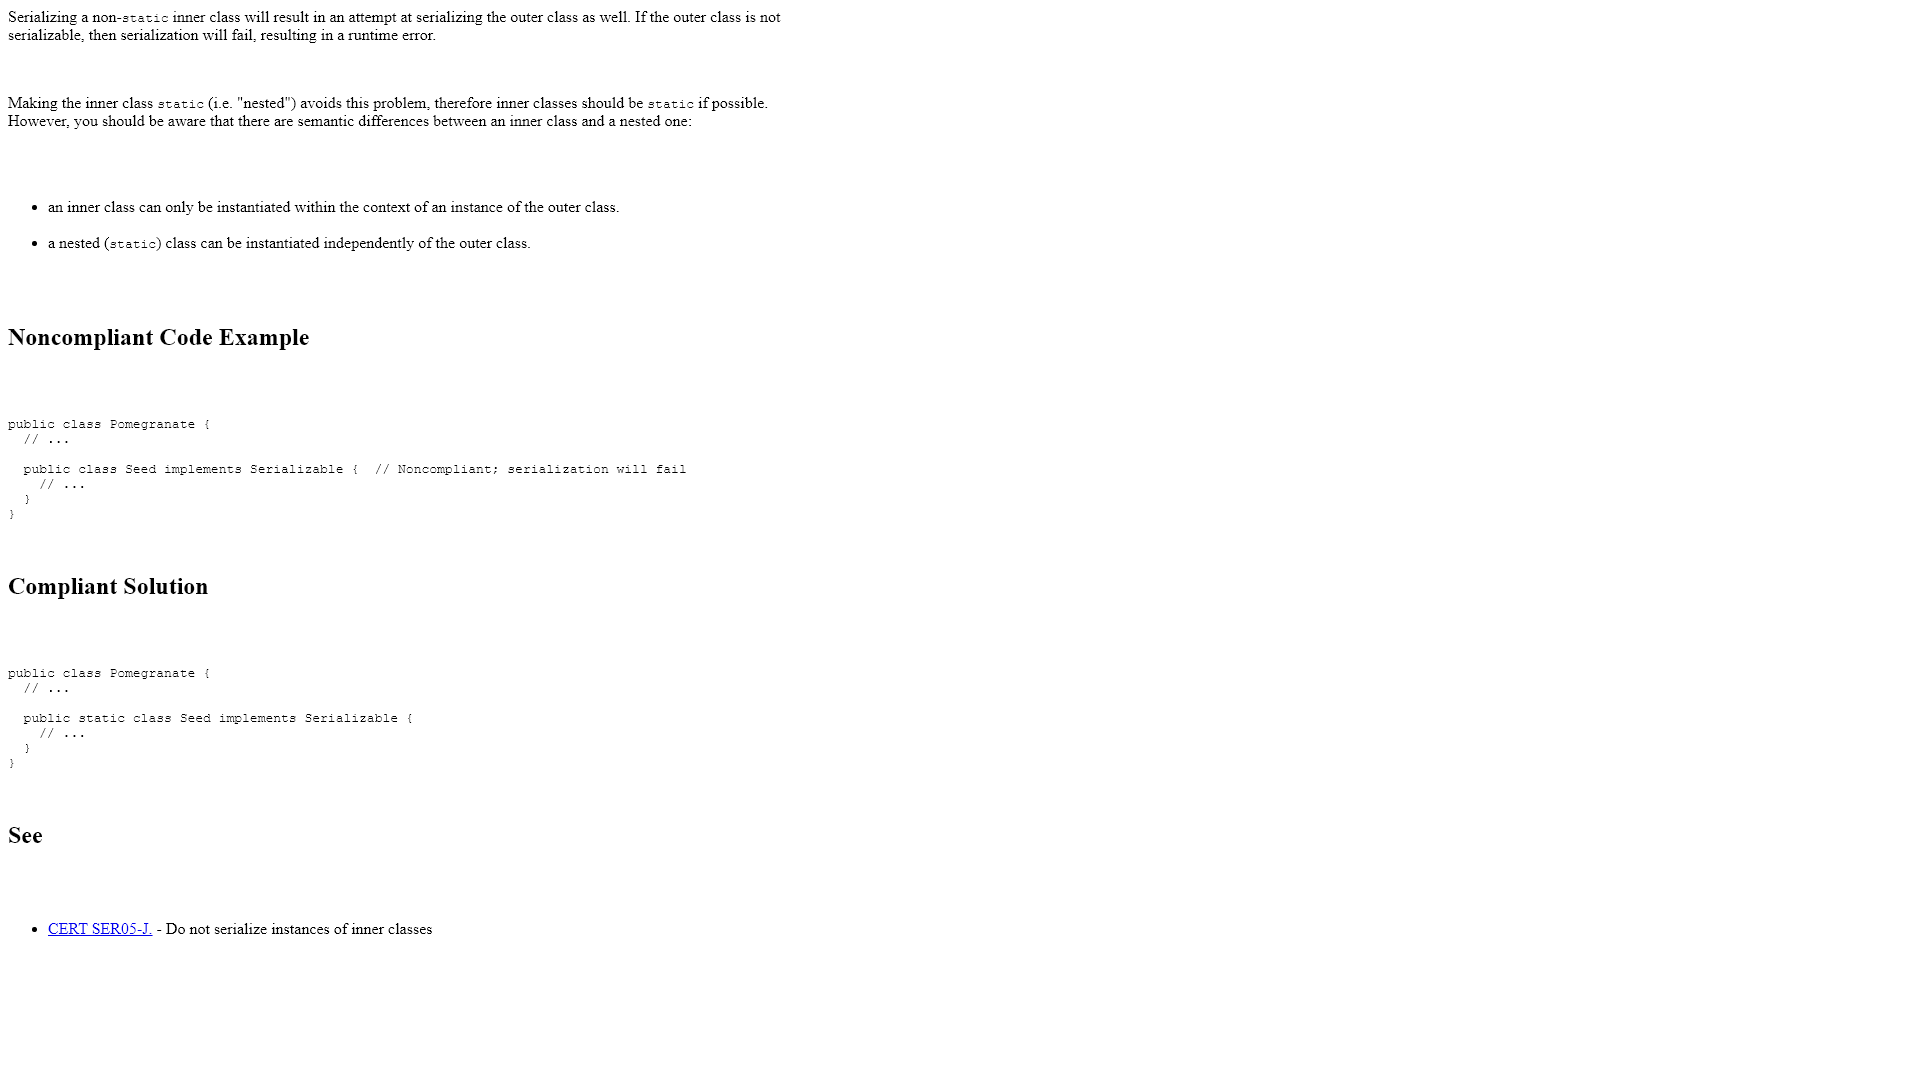 Serializing a non-static inner class will result in an attempt at serializing the outer class as well. If the outer class is not
serializable, then serialization will fail, resulting in a runtime error.
Making the inner class static (i.e. "nested") avoids this problem, therefore inner classes should be static if possible.
However, you should be aware that there are semantic differences between an inner class and a nested one:
• an inner class can only be instantiated within the context of an instance of the outer class.
• a nested (static) class can be instantiated independently of the outer class.
Noncompliant Code Example
public class Pomegranate {
  // ...
  public class Seed implements Serializable {  // Noncompliant; serialization will fail
    // ...
  }
}
Compliant Solution
public class Pomegranate {
  // ...
  public static class Seed implements Serializable {
    // ...
  }
}
See
• CERT SER05-J. - Do not serialize instances of inner classes